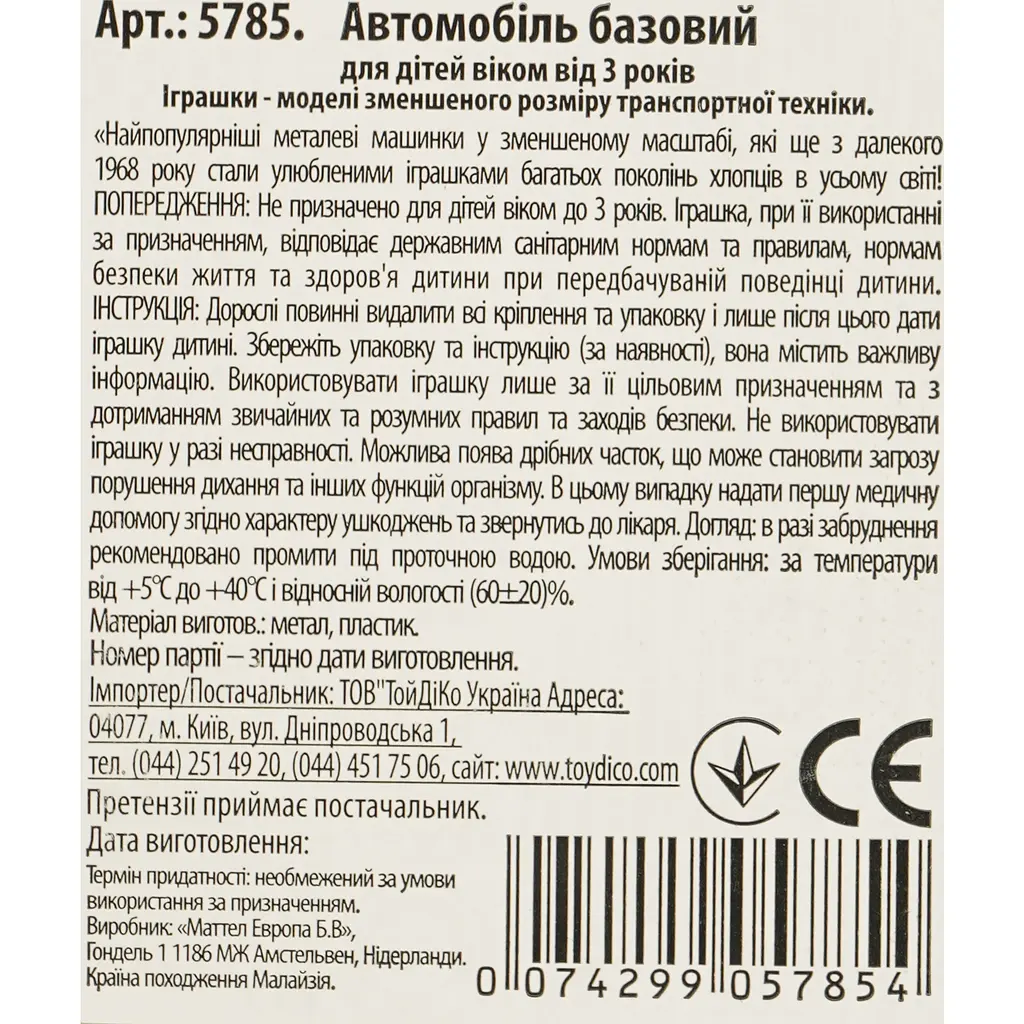 Арт.: 5785. Автомобіль базовий
для дітей віком від 3 років
Іграшки - моделі зменшеного розміру транспортної техніки.
«Найпопулярніші металеві машинки у зменшеному масштабі, які ще з далекого
1968 року стали улюбленими іграшками багатьох поколінь хлопців в усьому світі!
ПОПЕРЕДЖЕННЯ: Не призначено для дітей віком до 3 років. Іграшка, при її використанні
за призначенням, відповідає державним санітарним нормам та правилам, нормам
безпеки життя та здоров'я дитини при передбачуваній поведінці дитини.
ІНСТРУКЦІЯ: Дорослі повинні видалити всі кріплення та упаковку і лише після цього дати
іграшку дитині. Збережіть упаковку та інструкцію (за наявності), вона містить важливу
інформацію. Використовувати іграшку лише за її цільовим призначенням та з
дотриманням звичайних та розумних правил та заходів безпеки. Не використовувати
іграшку у разі несправності. Можлива поява дрібних часток, що може становити загрозу
порушення дихання та інших функцій організму. В цьому випадку надати першу медичну
допомогу згідно характеру ушкоджень та звернутись до лікаря. Догляд: в разі забруднення
рекомендовано промити під проточною водою. Умови зберігання: за температури
від +5°С до +40°С і відносній вологості (60±20)%.
Матеріал виготов.: метал, пластик.
Номер партії – згідно дати виготовлення.
Імпортер/Постачальник: ТОВ"ТойДіКо Україна Адреса:
04077, м. Київ, вул. Дніпроводська 1,
тел. (044) 251 49 20, (044) 451 75 06, сайт: www.toydico.com
Претензії приймає постачальник.
Дата виготовлення:
Термін придатності: необмежений за умови
використання за призначенням.
Виробник: «Маттел Європа Б.В»,
Гондель 1 1186 МЖ Амстельвен, Нідерланди.
Країна походження Малайзія.
CE
0 074299 057854